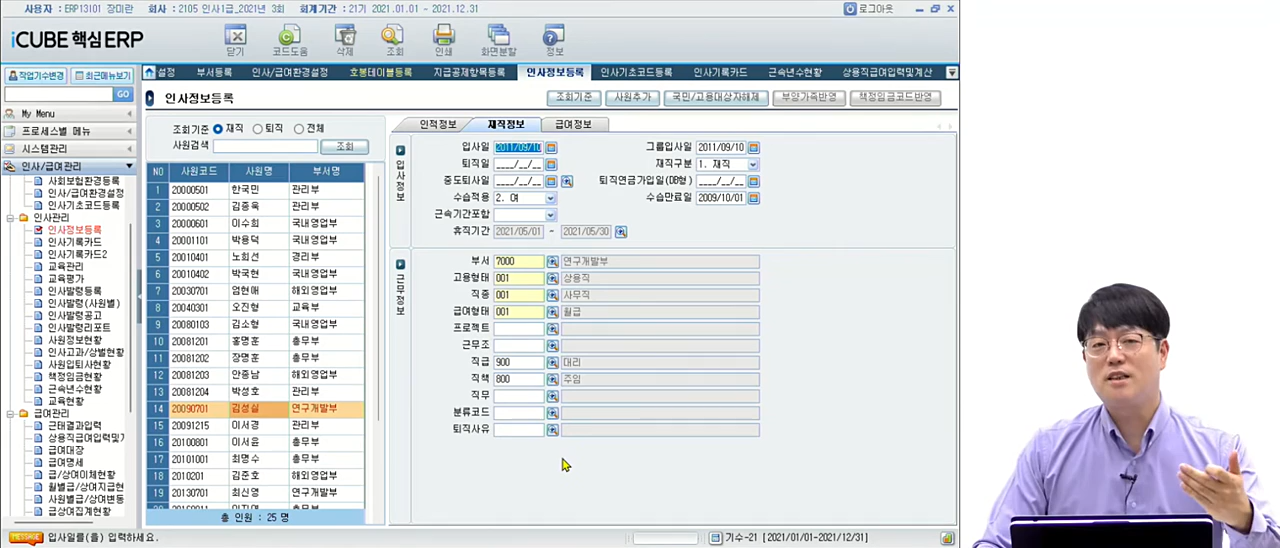 사용자 : ERP13101 장미란 회사 : 2105 인사1급_2021년 3회 회계기간 : 21기 2021.01.01 ~ 2021.12.31 로그아웃
iCUBE 핵심ERP
닫기 코드도움 삭제 조회 인쇄 화면분할 정보
작업기수변경 최근메뉴보기
설정 부서등록 인사/급여환경설정 호봉테이블등록 지급공제항목등록 인사정보등록 인사기초코드등록 인사기록카드 근속년수현황 상용직급여입력및계산
GO
인사정보등록
조회기준 사원추가 국민/고용대상자해제 부양가족반영 책정임금코드반영
My Menu
프로세스별 메뉴
시스템관리
인사/급여관리
사회보험환경등록
인사/급여환경설정
인사기초코드등록
인사관리
인사정보등록
인사기록카드
인사기록카드2
교육관리
교육평가
인사발령등록
인사발령(사원별)
인사발령공고
인사발령리포트
사원정보현황
인사고과/상벌현황
사원입퇴사현황
책정임금현황
근속년수현황
교육현황
급여관리
근태결과입력
상용직급여입력및
급여대장
급여명세
급/상여이체현황
월별급/상여지급현
사원별급/상여변동
급상여집계현황
조회기준 재직 퇴직 전체
사원검색 조회
NO 사원코드 사원명 부서명
1 20000501 한국민 관리부
2 20000502 김종욱 관리부
3 20000601 이수희 국내영업부
4 20001101 박용덕 국내영업부
5 20010401 노희선 경리부
6 20010402 박국현 국내영업부
7 20030701 엄현애 해외영업부
8 20040301 오진형 교육부
9 20080103 김소형 국내영업부
10 20081201 홍명훈 총무부
11 20081202 장명훈 총무부
12 20081203 안종남 해외영업부
13 20081204 박성호 해외영업부
14 20090701 김성실 연구개발부
15 20091215 이서경 관리부
16 20100801 이서윤 총무부
17 20101001 최명수 총무부
18 2010201 김준호 해외영업부
19 20130701 최신영 해외영업부
총 인원 : 25 명
인적정보 재직정보 급여정보
입사정보
입사일 2011/09/10 그룹입사일 2011/09/10
퇴직일 ____/__/__ 재직구분 1. 재직
중도퇴사일 ____/__/__ 퇴직연금가입일(DB형) ____/__/__
수습적용 2. 여 수습만료일 2009/10/01
근속기간포함
휴직기간 2021/05/01 - 2021/05/30
근무정보
부서 7000 연구개발부
고용형태 001 상용직
직종 001 사무직
급여형태 001 월급
프로젝트
근무조
직급 900 대리
직책 800 주임
직무
분류코드
퇴직사유
MESSAGE 입사일를(을) 입력하세요. 기수-21 [2021/01/01-2021/12/31]